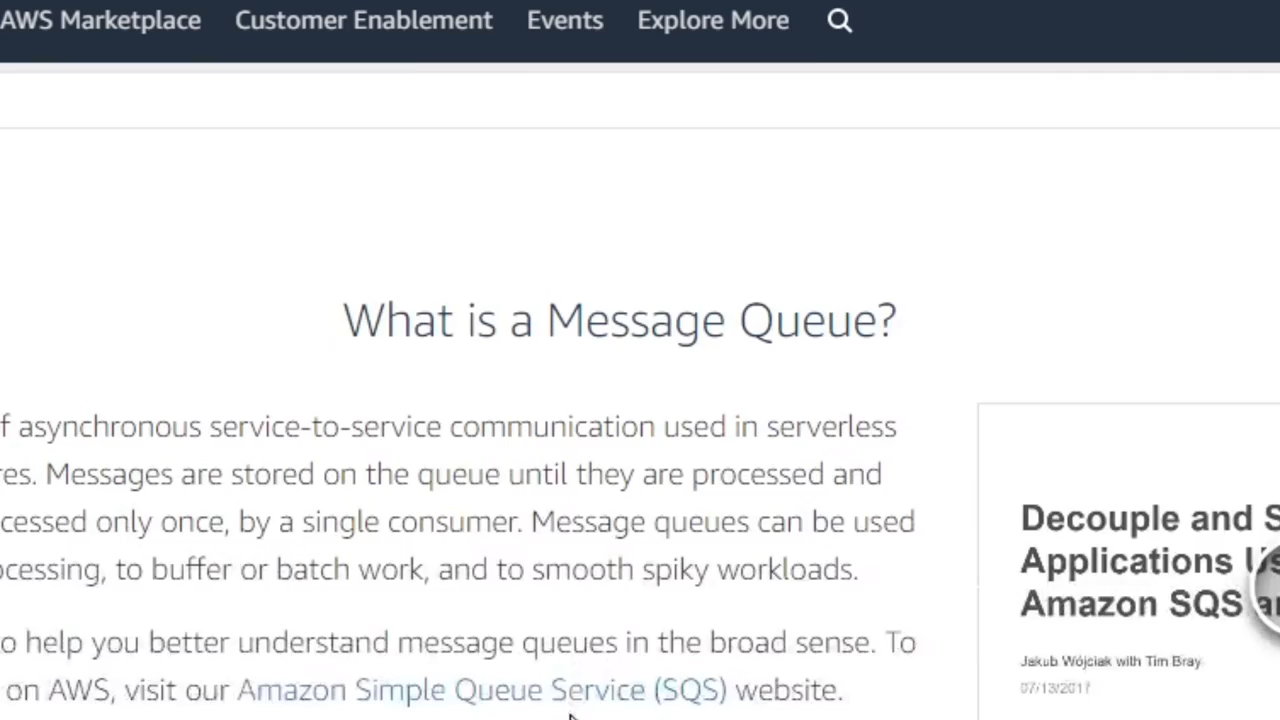 AWS Marketplace Customer Enablement Events Explore More
What is a Message Queue?
f asynchronous service-to-service communication used in serverless
res. Messages are stored on the queue until they are processed and
cessed only once, by a single consumer. Message queues can be used
ocessing, to buffer or batch work, and to smooth spiky workloads.
o help you better understand message queues in the broad sense. To
on AWS, visit our Amazon Simple Queue Service (SQS) website.
Decouple and S
Applications Us
Amazon SQS a
Jakub Wójciak with Tim Bray
07/13/2017